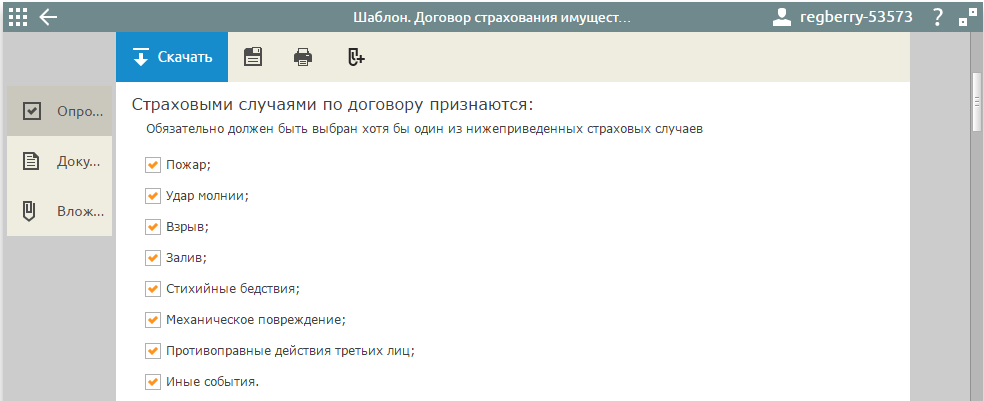 Шаблон. Договор страхования имущест...
regberry-53573
?
Скачать
Опро...
Доку...
Влож...
Страховыми случаями по договору признаются:
Обязательно должен быть выбран хотя бы один из нижеприведенных страховых случаев
Пожар;
Удар молнии;
Взрыв;
Залив;
Стихийные бедствия;
Механическое повреждение;
Противоправные действия третьих лиц;
Иные события.